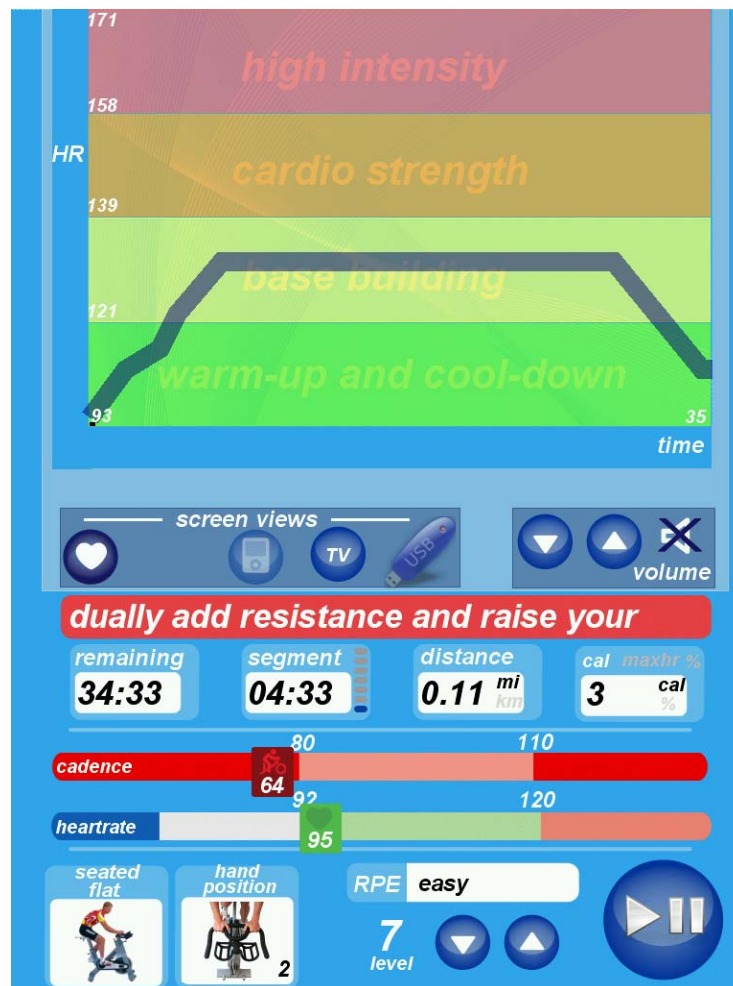 171
high intensity
158
HR
cardio strength
139
base building
121
warm-up and cool-down
93
35
time
screen views
TV
USB
volume
dually add resistance and raise your
remaining
34:33
segment
04:33
distance
0.11 mi
km
cal maxhr %
3 cal
%
80 110
cadence
64
92 120
heartrate
95
seated
flat
hand
position
2
RPE easy
7
level